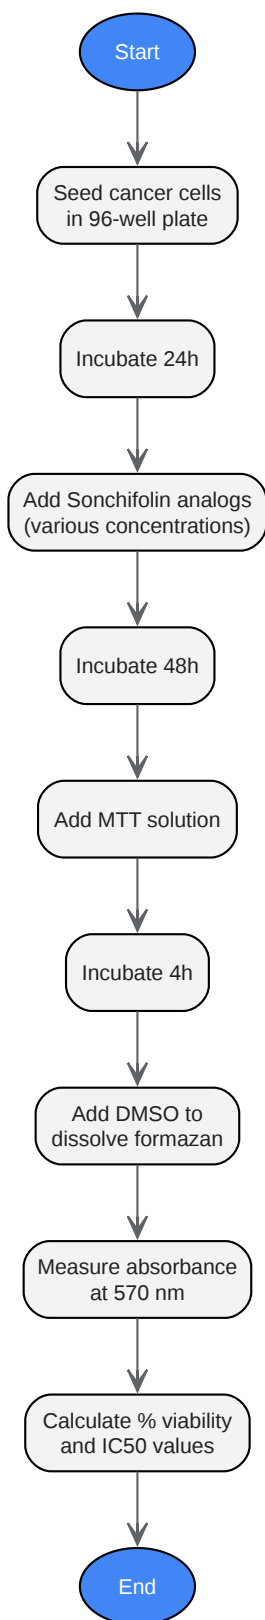 Start
Seed cancer cells
in 96-well plate
Incubate 24h
Add Sonchifolin analogs
(various concentrations)
Incubate 48h
Add MTT solution
Incubate 4h
Add DMSO to
dissolve formazan
Measure absorbance
at 570 nm
Calculate % viability
and IC50 values
End